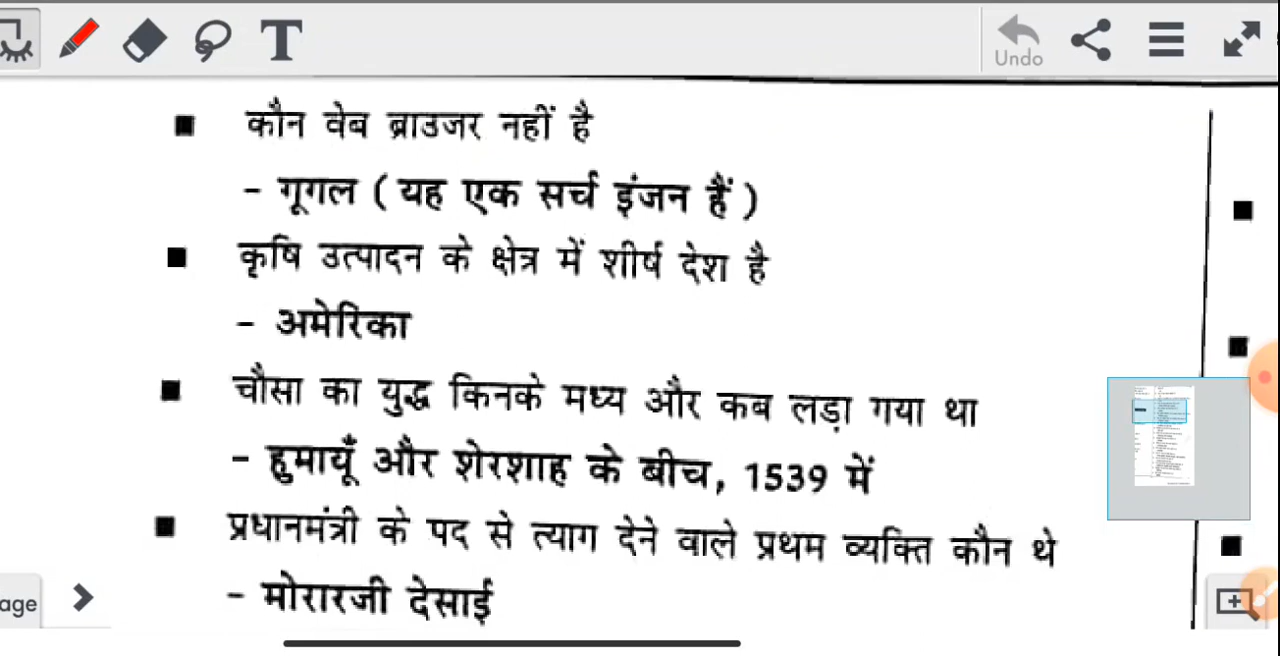 T
Undo
■ कौन वेब ब्राउजर नहीं है
– गूगल ( यह एक सर्च इंजन हैं )
■ कृषि उत्पादन के क्षेत्र में शीर्ष देश है
– अमेरिका
■ चौसा का युद्ध किनके मध्य और कब लड़ा गया था
– हुमायूँ और शेरशाह के बीच, 1539 में
■ प्रधानमंत्री के पद से त्याग देने वाले प्रथम व्यक्ति कौन थे
– मोरारजी देसाई
age